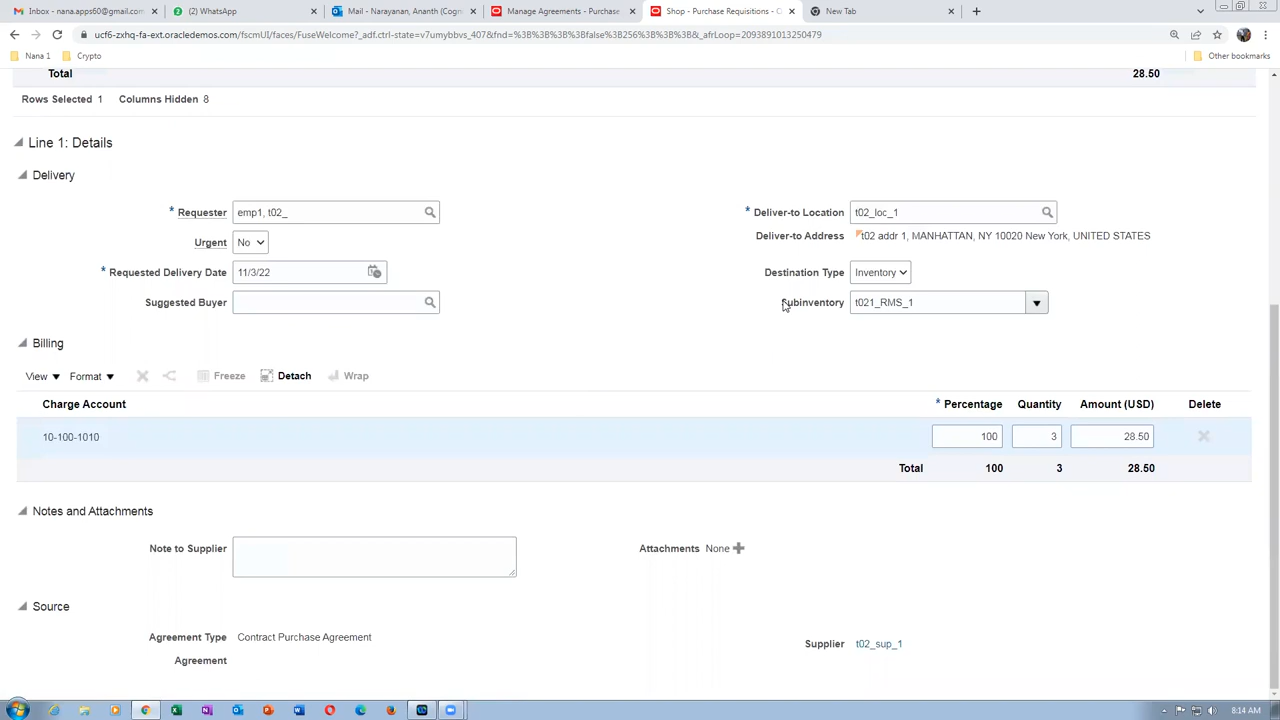 nana.apps60@gmail.com
(2) WhatsApp
Mail - Narayanan, Ananth (Cog
Manage Agreements - Purchase
Shop - Purchase Requisitions - O
New Tab
ucf6-zxhq-fa-ext.oracledemos.com/fscmUI/faces/FuseWelcome?_adf.ctrl-state=v7umybbvs_407&fnd=%3B%3B%3B%3Bfalse%3B256%3B%3B%3B&_afrLoop=2093891013250479
Nana 1 Crypto Other bookmarks
Total 28.50
Rows Selected 1 Columns Hidden 8
Line 1: Details
Delivery
* Requester emp1, t02_ * Deliver-to Location t02_loc_1
Deliver-to Address t02 addr 1, MANHATTAN, NY 10020 New York, UNITED STATES
Urgent No
* Requested Delivery Date 11/3/22 Destination Type Inventory
Suggested Buyer Subinventory t021_RMS_1
Billing
View Format Freeze Detach Wrap
Charge Account * Percentage Quantity Amount (USD) Delete
10-100-1010 100 3 28.50
Total 100 3 28.50
Notes and Attachments
Note to Supplier Attachments None
Source
Agreement Type Contract Purchase Agreement Supplier t02_sup_1
Agreement
8:14 AM